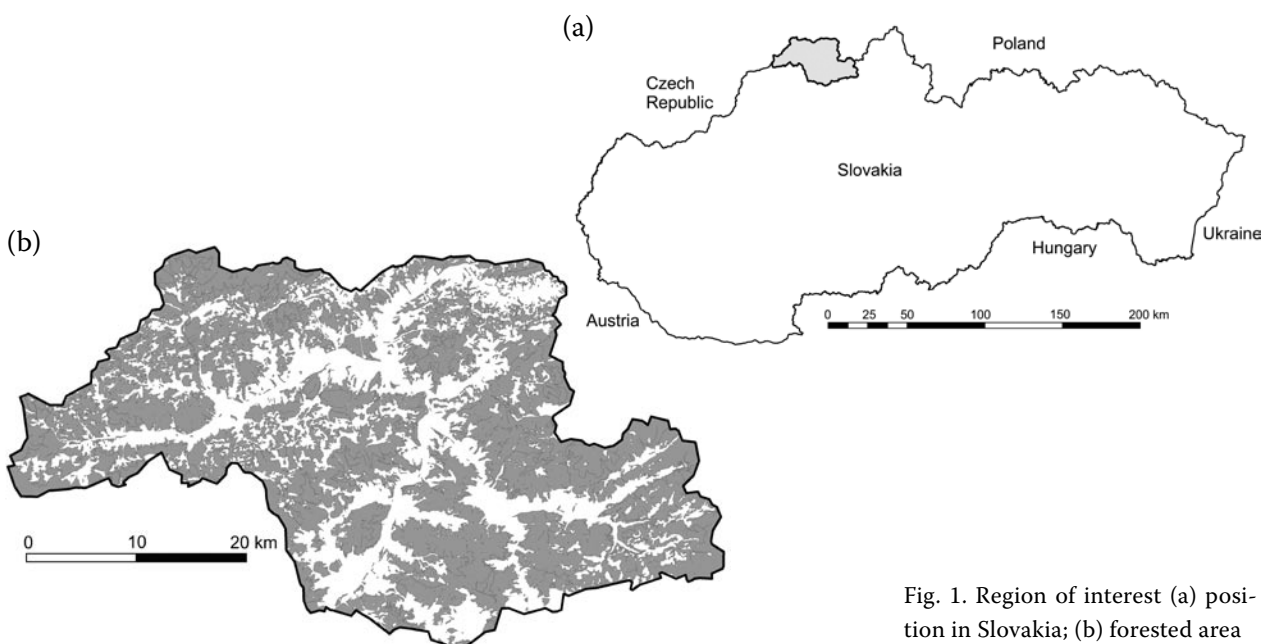 (a)
Poland
Czech
Republic
Slovakia
Ukraine
Hungary
Austria
0 25 50 100 150 200 km
(b)
0 10 20 km
Fig. 1. Region of interest (a) posi-
tion in Slovakia; (b) forested area